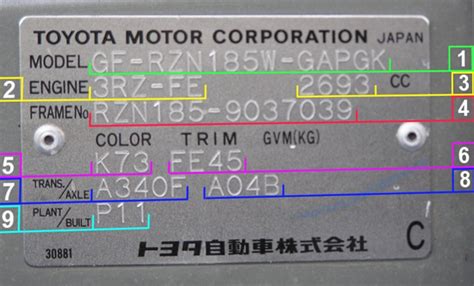 TOYOTA MOTOR CORPORATION JAPAN
MODEL GF-RZN185W-GAPGK 1
2 ENGINE 3RZ-FE 2693 CC 3
FRAME No RZN185-9037039 4
COLOR TRIM GVM(KG)
5 K73 FE45 6
7 TRANS./AXLE A340F A04B 8
9 PLANT/BUILT P11
30881 トヨタ自動車株式会社 C